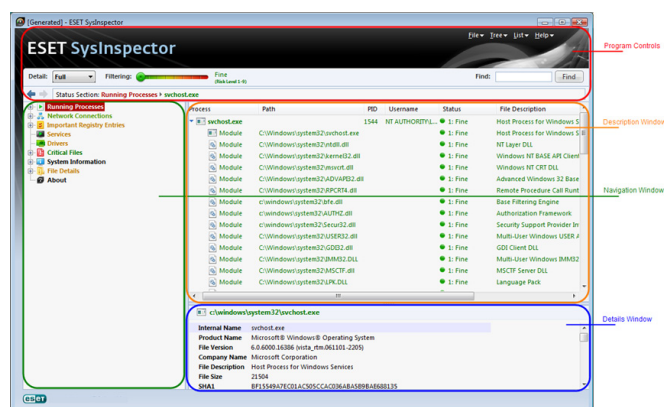 [Generated] - ESET SysInspector
ESET SysInspector
File Tree List Help
Program Controls
Detail: Full Filtering: Fine (Risk Level 1-9) Find: Find
Status Section: Running Processes svchost.exe
Running Processes
Network Connections
Important Registry Entries
Services
Drivers
Critical Files
System Information
File Details
About
Process Path PID Username Status File Description
svchost.exe 1544 NT AUTHORITY\L... 1: Fine Host Process for Windows S
Module C:\Windows\system32\svchost.exe 1: Fine Host Process for Windows S
Module C:\Windows\system32\ntdll.dll 1: Fine NT Layer DLL
Module C:\Windows\system32\kernel32.dll 1: Fine Windows NT BASE API Client
Module C:\Windows\system32\msvcrt.dll 1: Fine Windows NT CRT DLL
Module C:\Windows\system32\ADVAPI32.dll 1: Fine Advanced Windows 32 Base
Module C:\Windows\system32\RPCRT4.dll 1: Fine Remote Procedure Call Runt
Module c:\windows\system32\bfe.dll 1: Fine Base Filtering Engine
Module c:\windows\system32\AUTHZ.dll 1: Fine Authorization Framework
Module C:\Windows\system32\Secur32.dll 1: Fine Security Support Provider In
Module C:\Windows\system32\USER32.dll 1: Fine Multi-User Windows USER A
Module C:\Windows\system32\GDI32.dll 1: Fine GDI Client DLL
Module C:\Windows\system32\IMM32.DLL 1: Fine Multi-User Windows IMM32
Module C:\Windows\system32\MSCTF.dll 1: Fine MSCTF Server DLL
Module C:\Windows\system32\LPK.DLL 1: Fine Language Pack
Description Window
Navigation Window
c:\windows\system32\svchost.exe
Details Window
Internal Name svchost.exe
Product Name Microsoft® Windows® Operating System
File Version 6.0.6000.16386 (vista_rtm.061101-2205)
Company Name Microsoft Corporation
File Description Host Process for Windows Services
File Size 21504
SHA1
eset